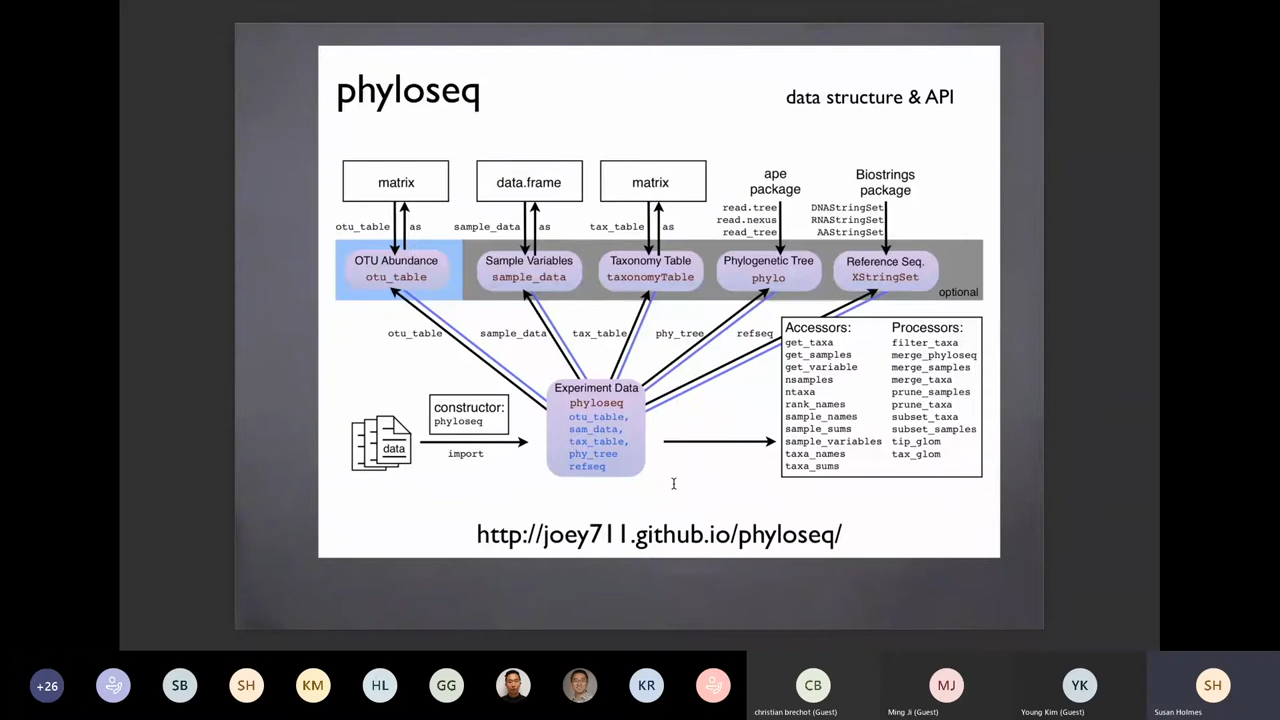 phyloseq
data structure & API
matrix
data.frame
matrix
ape
package
Biostrings
package
read.tree
read.nexus
read_tree
DNAStringSet
RNAStringSet
AAStringSet
otu_table
as
sample_data
as
tax_table
as
OTU Abundance
otu_table
Sample Variables
sample_data
Taxonomy Table
taxonomyTable
Phylogenetic Tree
phylo
Reference Seq.
XStringSet
optional
otu_table
sample_data
tax_table
phy_tree
refseq
Experiment Data
phyloseq
otu_table,
sam_data,
tax_table,
phy_tree
refseq
constructor:
phyloseq
data
import
Accessors:
get_taxa
get_samples
get_variable
nsamples
ntaxa
rank_names
sample_names
sample_sums
sample_variables
taxa_names
taxa_sums
Processors:
filter_taxa
merge_phyloseq
merge_samples
merge_taxa
prune_samples
prune_taxa
subset_taxa
subset_samples
tip_glom
tax_glom
http://joey711.github.io/phyloseq/
+26
SB
SH
KM
HL
GG
KR
CB
christian brechot (Guest)
MJ
Ming Ji (Guest)
YK
Young Kim (Guest)
SH
Susan Holmes